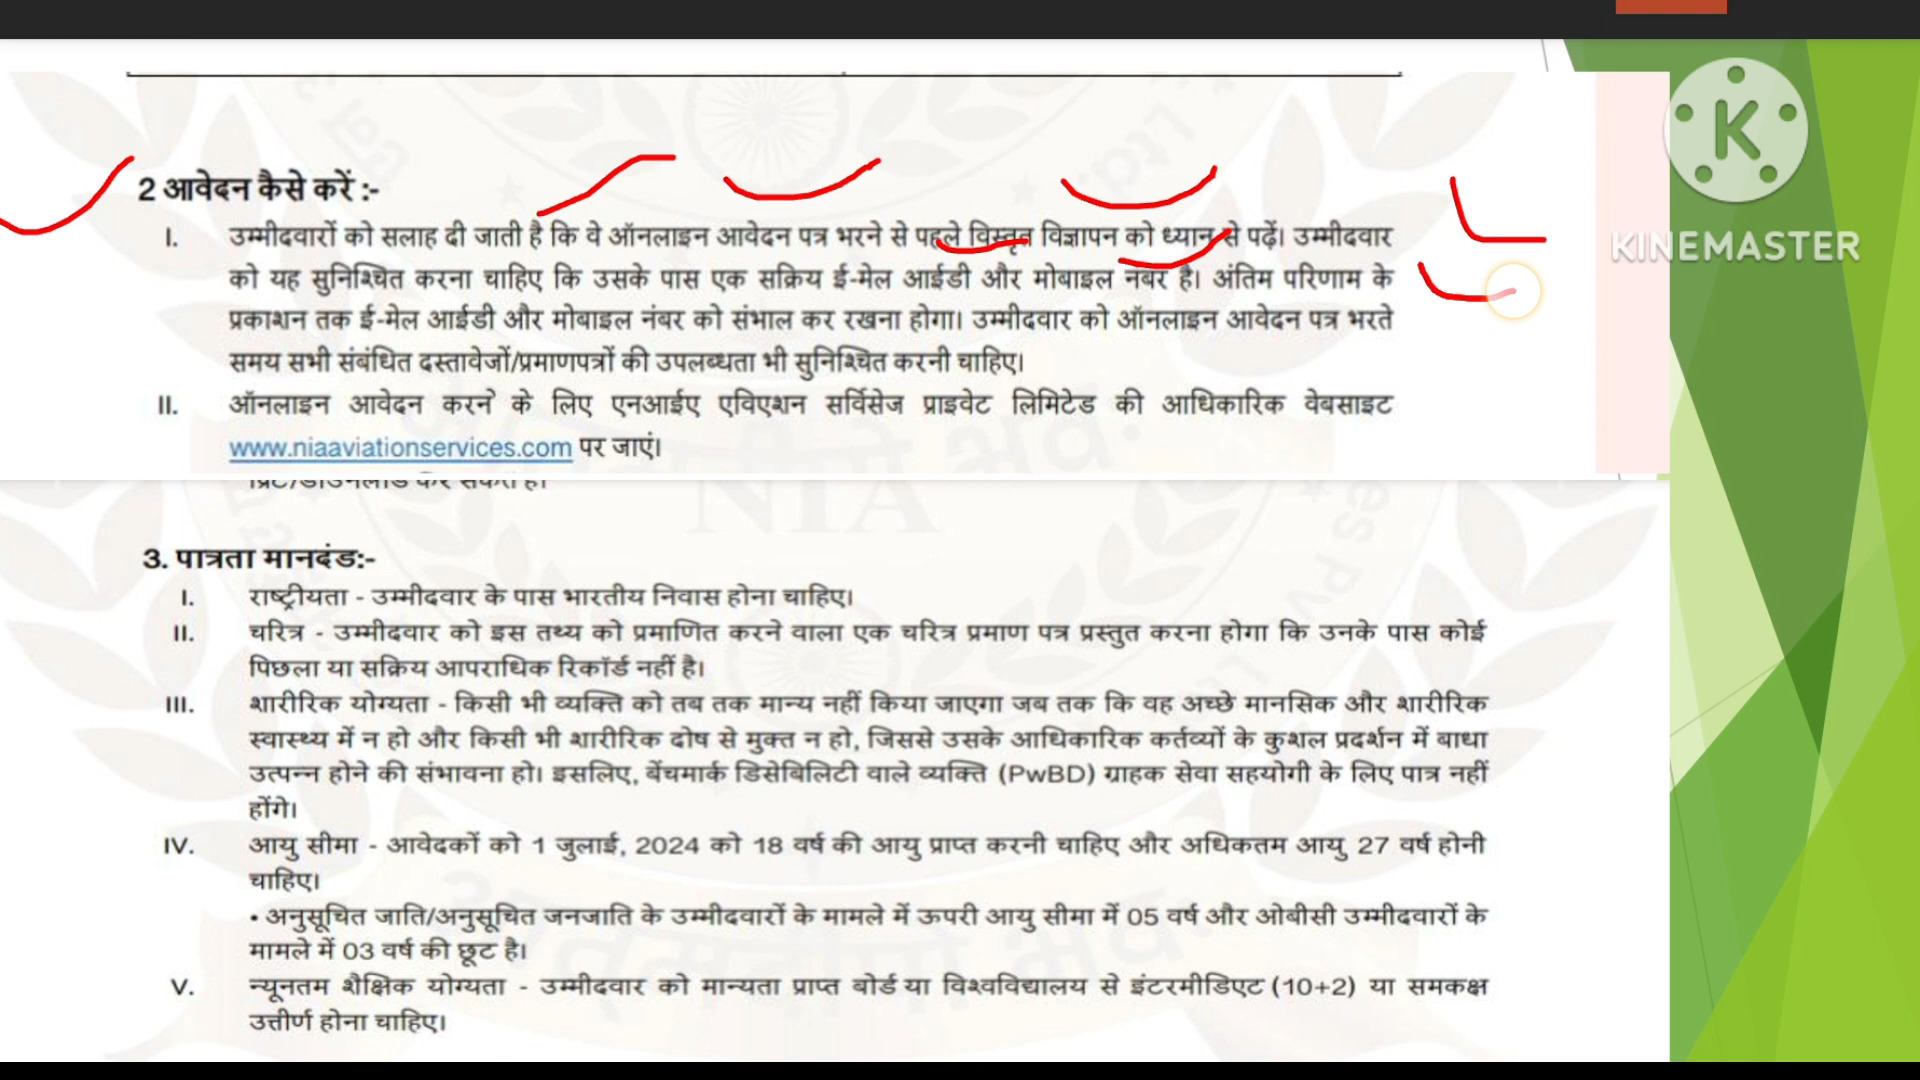 KINEMASTER
2 आवेदन कैसे करें :-
I. उम्मीदवारों को सलाह दी जाती है कि वे ऑनलाइन आवेदन पत्र भरने से पहले विस्तृत विज्ञापन को ध्यान से पढ़ें। उम्मीदवार
को यह सुनिश्चित करना चाहिए कि उसके पास एक सक्रिय ई-मेल आईडी और मोबाइल नंबर है। अंतिम परिणाम के
प्रकाशन तक ई-मेल आईडी और मोबाइल नंबर को संभाल कर रखना होगा। उम्मीदवार को ऑनलाइन आवेदन पत्र भरते
समय सभी संबंधित दस्तावेजों/प्रमाणपत्रों की उपलब्धता भी सुनिश्चित करनी चाहिए।
II. ऑनलाइन आवेदन करने के लिए एनआईए एविएशन सर्विसेज प्राइवेट लिमिटेड की आधिकारिक वेबसाइट
www.niaaviationservices.com पर जाएं।
प्रिंट/डाउनलोड कर सकते हैं।
NIA
3. पात्रता मानदंड:-
I. राष्ट्रीयता - उम्मीदवार के पास भारतीय निवास होना चाहिए।
II. चरित्र - उम्मीदवार को इस तथ्य को प्रमाणित करने वाला एक चरित्र प्रमाण पत्र प्रस्तुत करना होगा कि उनके पास कोई
पिछला या सक्रिय आपराधिक रिकॉर्ड नहीं है।
III. शारीरिक योग्यता - किसी भी व्यक्ति को तब तक मान्य नहीं किया जाएगा जब तक कि वह अच्छे मानसिक और शारीरिक
स्वास्थ्य में न हो और किसी भी शारीरिक दोष से मुक्त न हो, जिससे उसके आधिकारिक कर्तव्यों के कुशल प्रदर्शन में बाधा
उत्पन्न होने की संभावना हो। इसलिए, बेंचमार्क डिसेबिलिटी वाले व्यक्ति (PwBD) ग्राहक सेवा सहयोगी के लिए पात्र नहीं
होंगे।
IV. आयु सीमा - आवेदकों को 1 जुलाई, 2024 को 18 वर्ष की आयु प्राप्त करनी चाहिए और अधिकतम आयु 27 वर्ष होनी
चाहिए।
• अनुसूचित जाति/अनुसूचित जनजाति के उम्मीदवारों के मामले में ऊपरी आयु सीमा में 05 वर्ष और ओबीसी उम्मीदवारों के
मामले में 03 वर्ष की छूट है।
V. न्यूनतम शैक्षिक योग्यता - उम्मीदवार को मान्यता प्राप्त बोर्ड या विश्वविद्यालय से इंटरमीडिएट (10+2) या समकक्ष
उत्तीर्ण होना चाहिए।